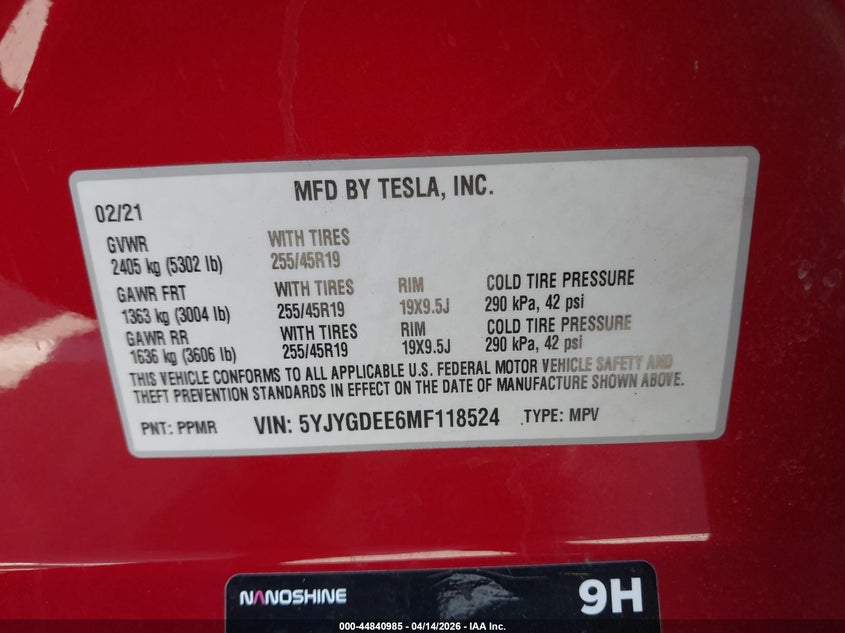 MFD BY TESLA, INC.
02/21
GVWR WITH TIRES
2405 kg (5302 lb) 255/45R19
GAWR FRT WITH TIRES RIM COLD TIRE PRESSURE
1363 kg (3004 lb) 255/45R19 19X9.5J 290 kPa, 42 psi
GAWR RR WITH TIRES RIM COLD TIRE PRESSURE
1636 kg (3606 lb) 255/45R19 19X9.5J 290 kPa, 42 psi
THIS VEHICLE CONFORMS TO ALL APPLICABLE U.S. FEDERAL MOTOR VEHICLE SAFETY AND
THEFT PREVENTION STANDARDS IN EFFECT ON THE DATE OF MANUFACTURE SHOWN ABOVE.
PNT: PPMR VIN: 5YJYGDEE6MF118524 TYPE: MPV
NANOSHINE 9H
000-44840985 - 04/14/2026 - IAA Inc.